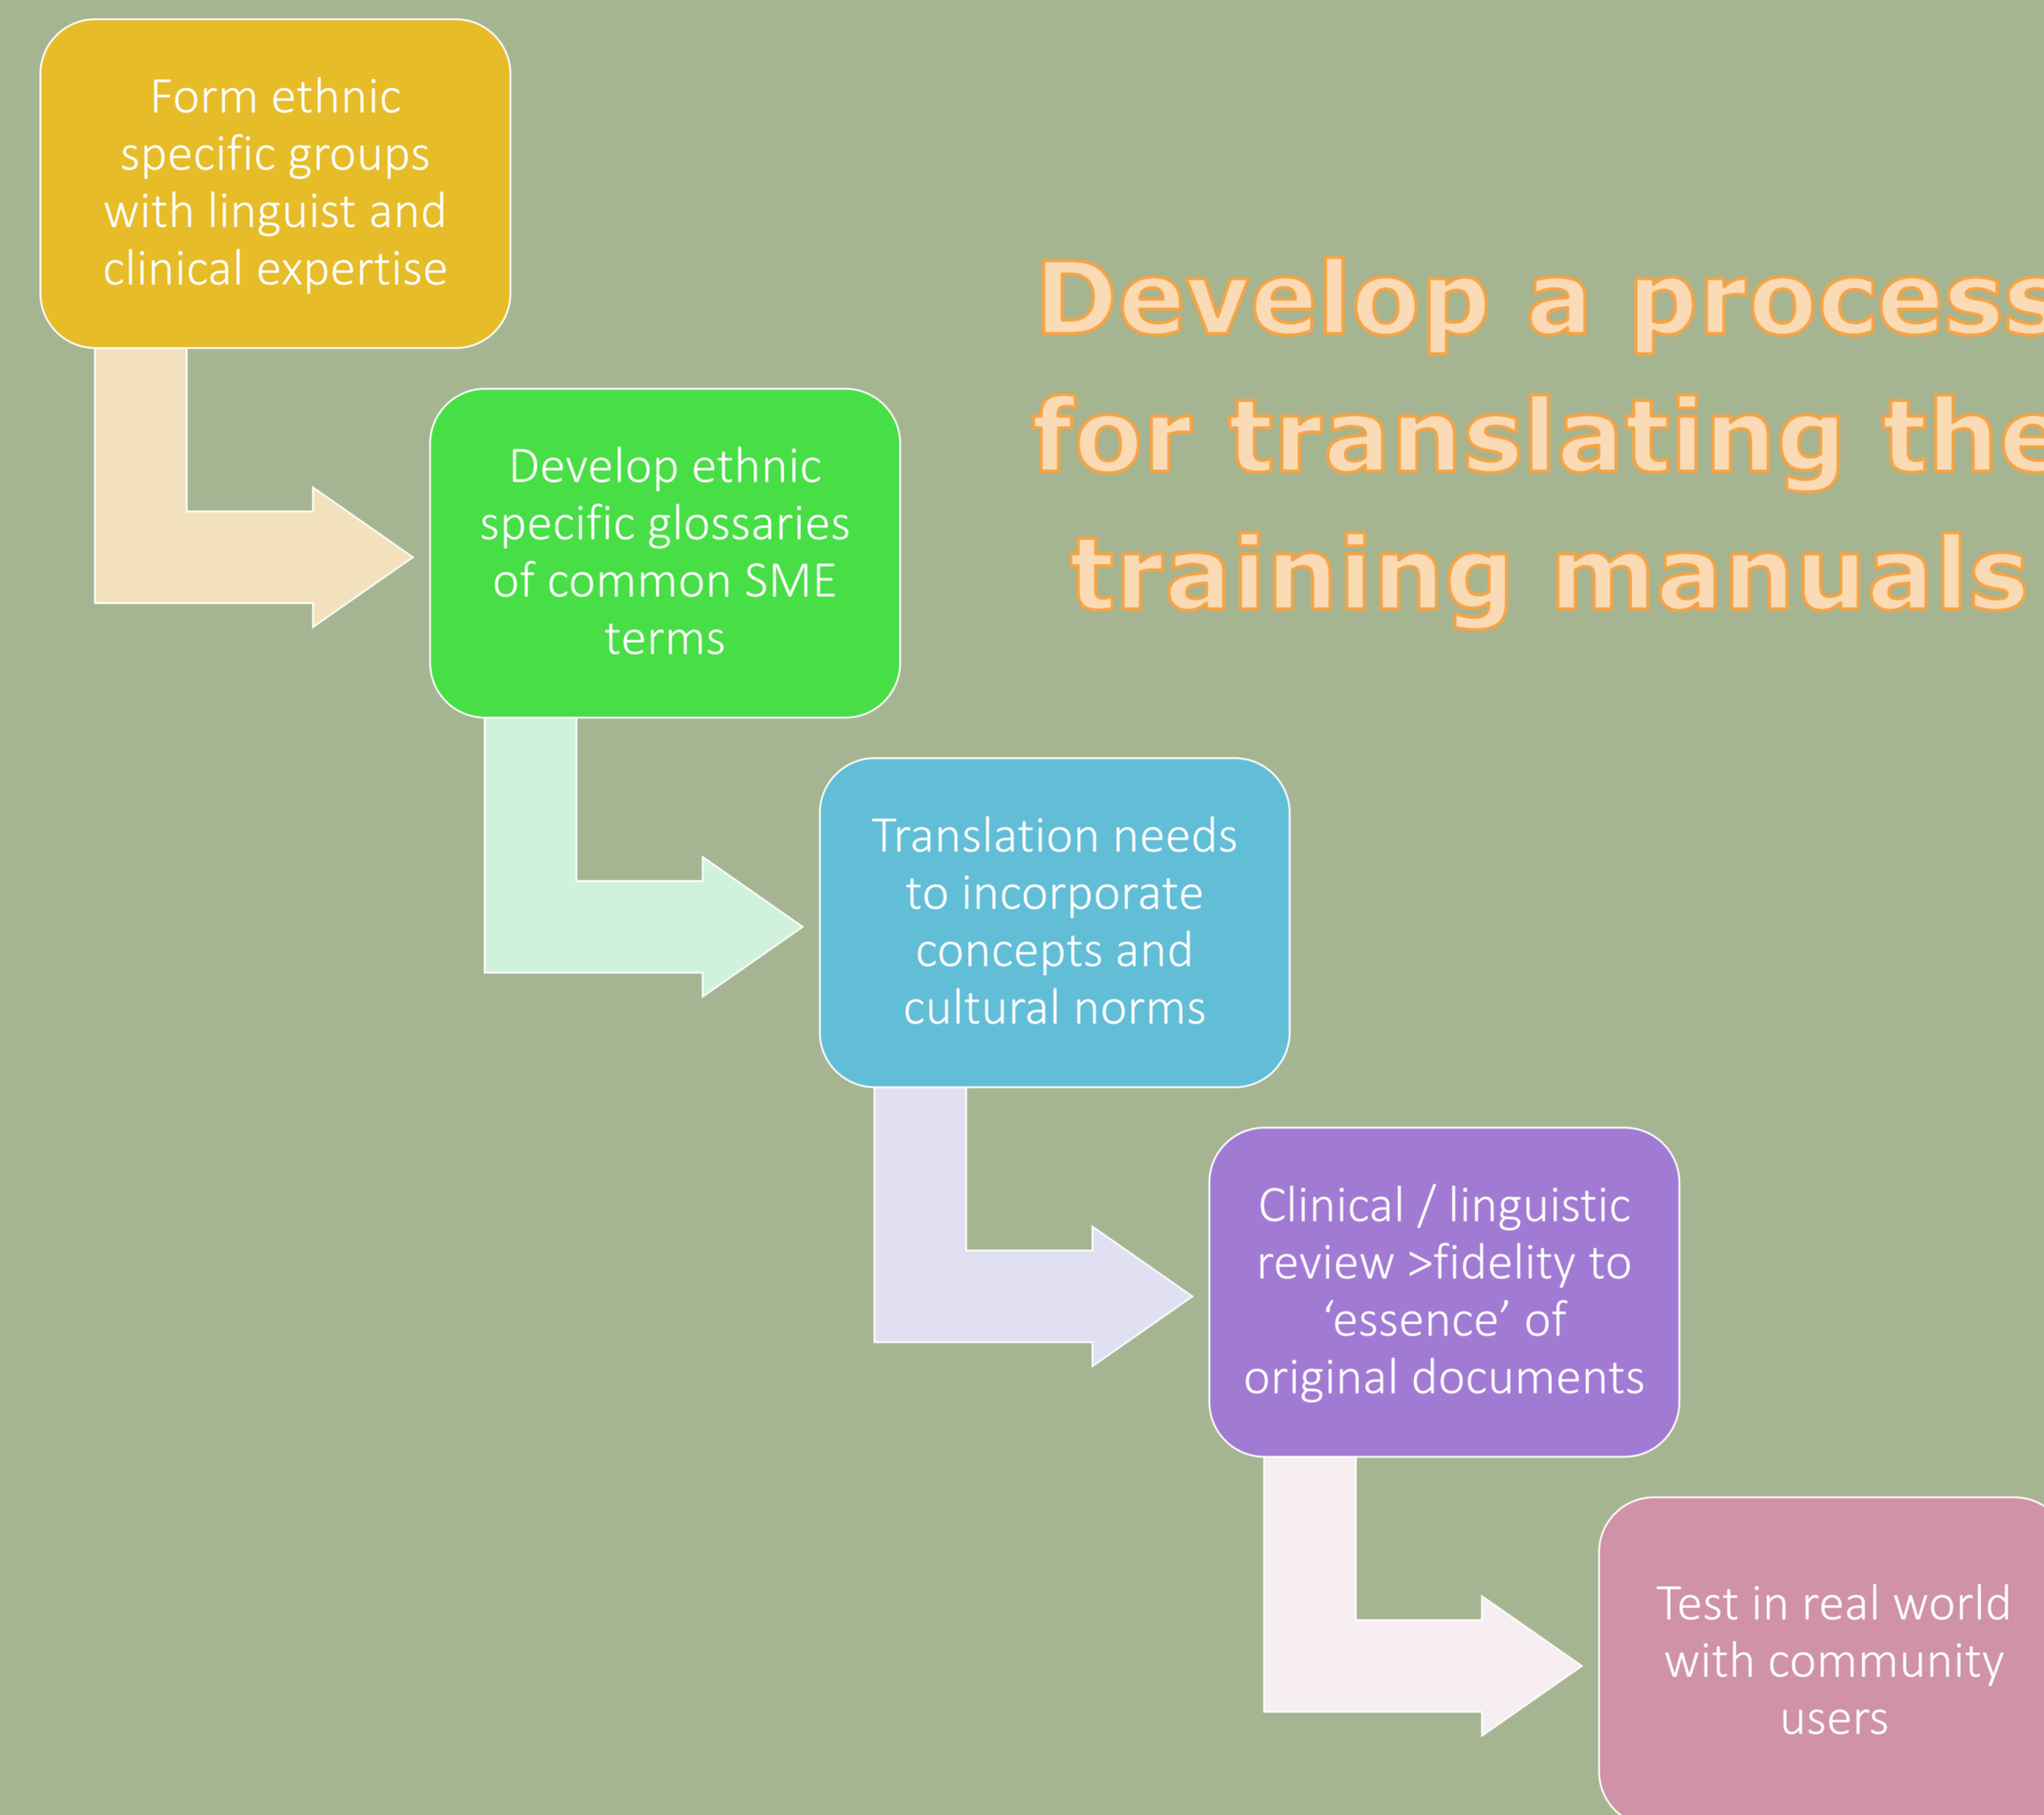 Form ethnic
specific groups
with linguist and
clinical expertise
Develop a process
for translating the
training manuals
Develop ethnic
specific glossaries
of common SME
terms
Translation needs
to incorporate
concepts and
cultural norms
Clinical / linguistic
review >fidelity to
‘essence’ of
original documents
Test in real world
with community
users